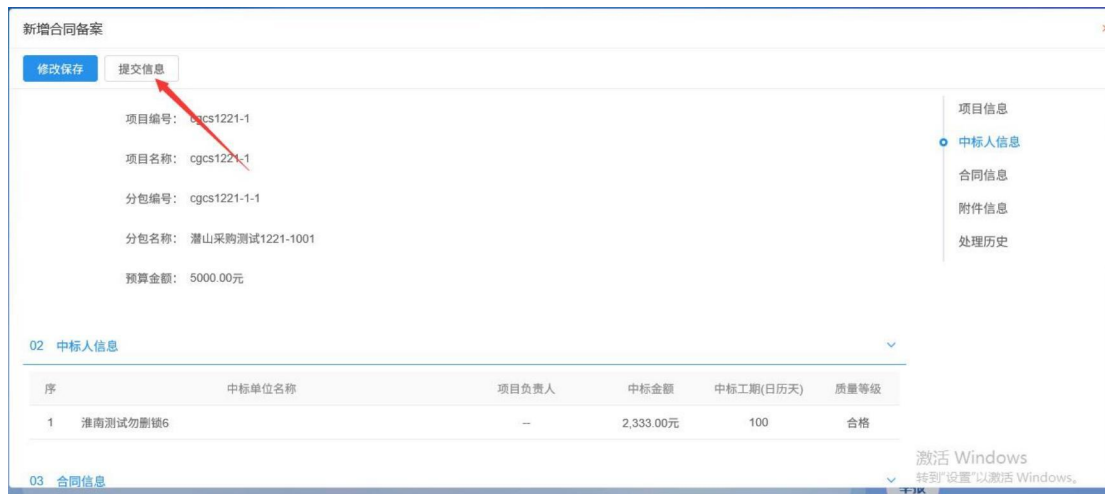 新增合同备案
修改保存 提交信息
项目编号： cgcs1221-1
项目名称： cgcs1221-1
分包编号： cgcs1221-1-1
分包名称： 潜山采购测试1221-1001
预算金额： 5000.00元
项目信息
中标人信息
合同信息
附件信息
处理历史
02 中标人信息
序 中标单位名称 项目负责人 中标金额 中标工期(日历天) 质量等级
1 淮南测试勿删锁6 -- 2,333.00元 100 合格
03 合同信息
激活 Windows
转到"设置"以激活 Windows。